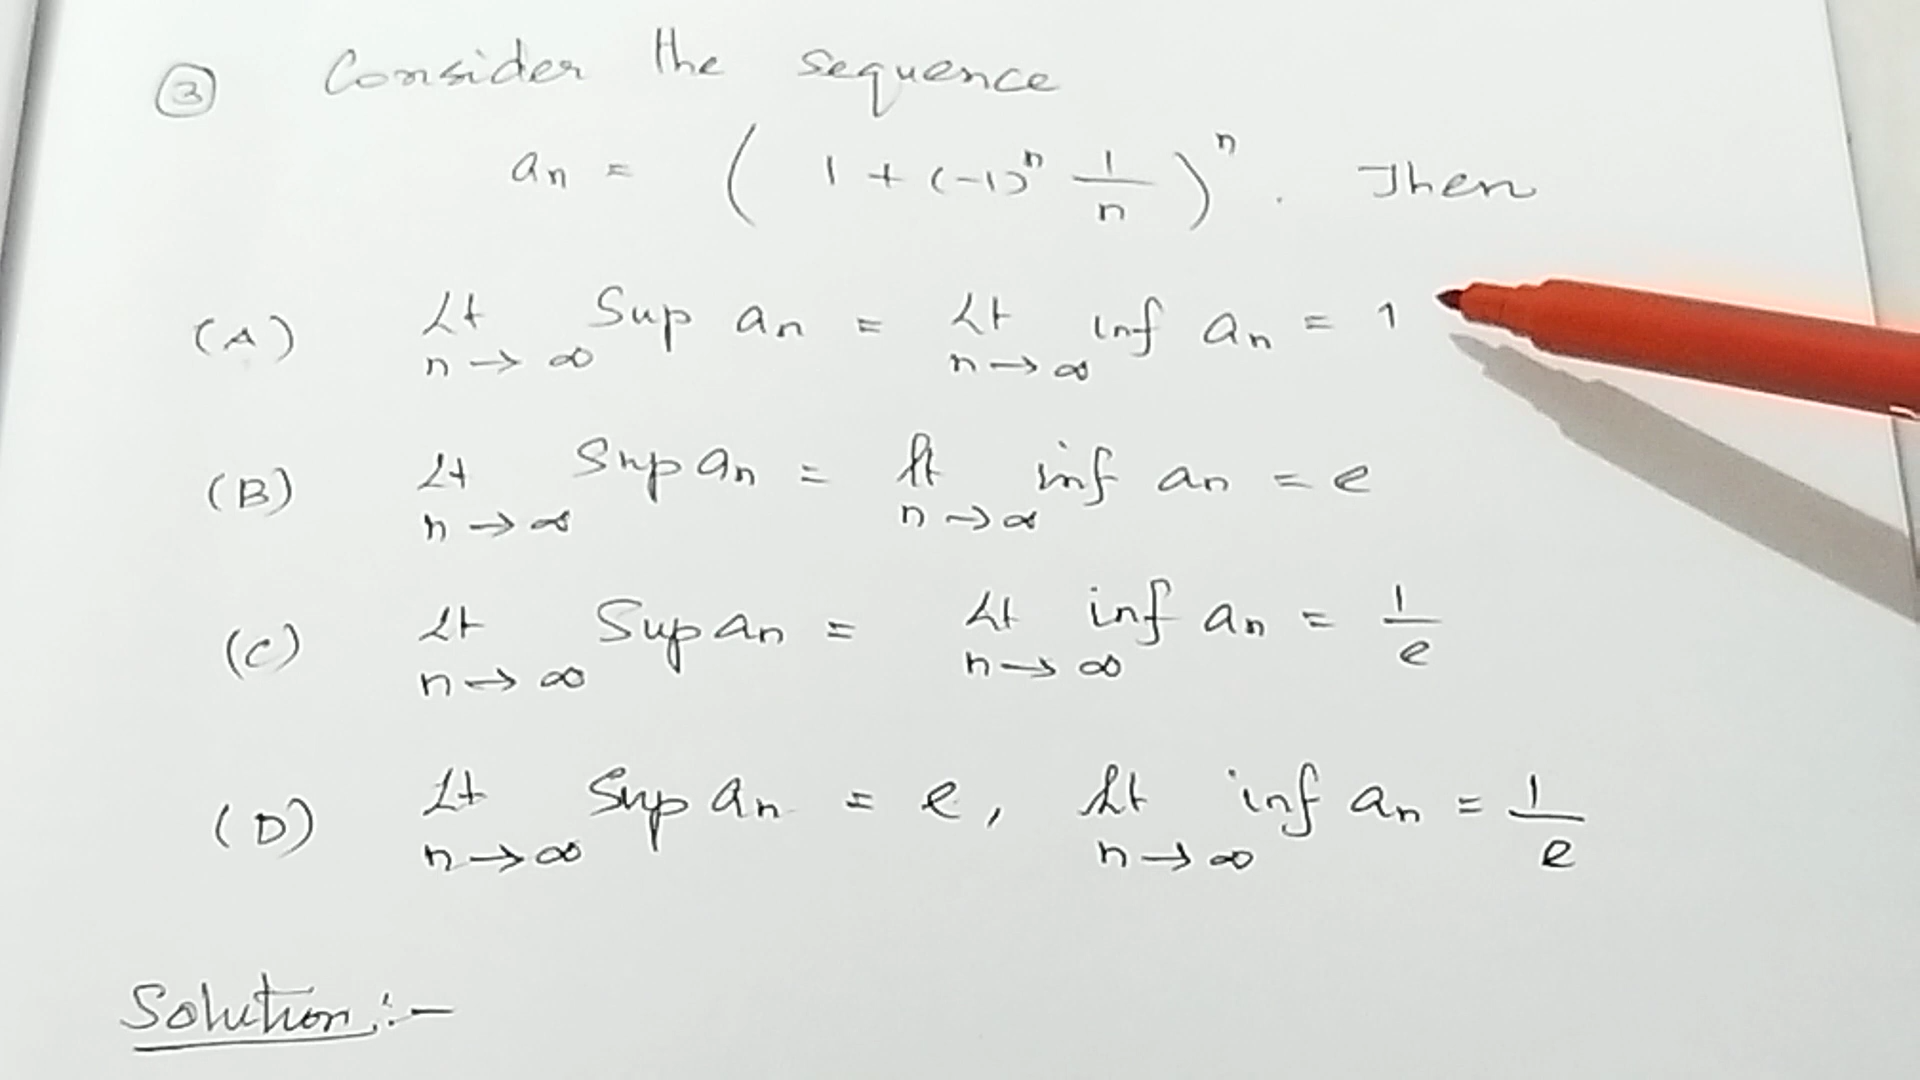 ③ Consider the sequence
aₙ = ( 1 + (-1)ⁿ 1/n )ⁿ . Then
(A) Lt n→∞ Sup aₙ = Lt n→∞ inf aₙ = 1
(B) Lt n→∞ Sup aₙ = lt n→∞ inf aₙ = e
(C) Lt n→∞ Sup aₙ = Lt n→∞ inf aₙ = 1/e
(D) Lt n→∞ Sup aₙ = e, Lt n→∞ inf aₙ = 1/e
Solution :-